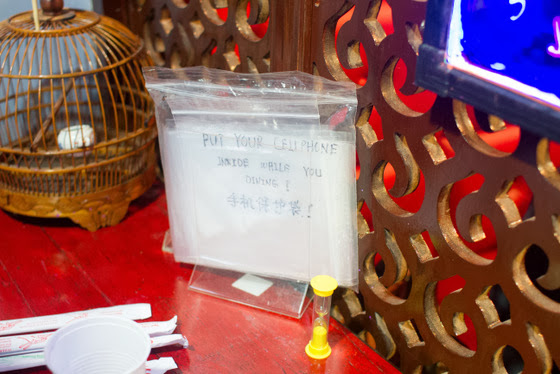 PUT YOUR CELLPHONE
INSIDE WHILE YOU
DINING!
手机保护袋!